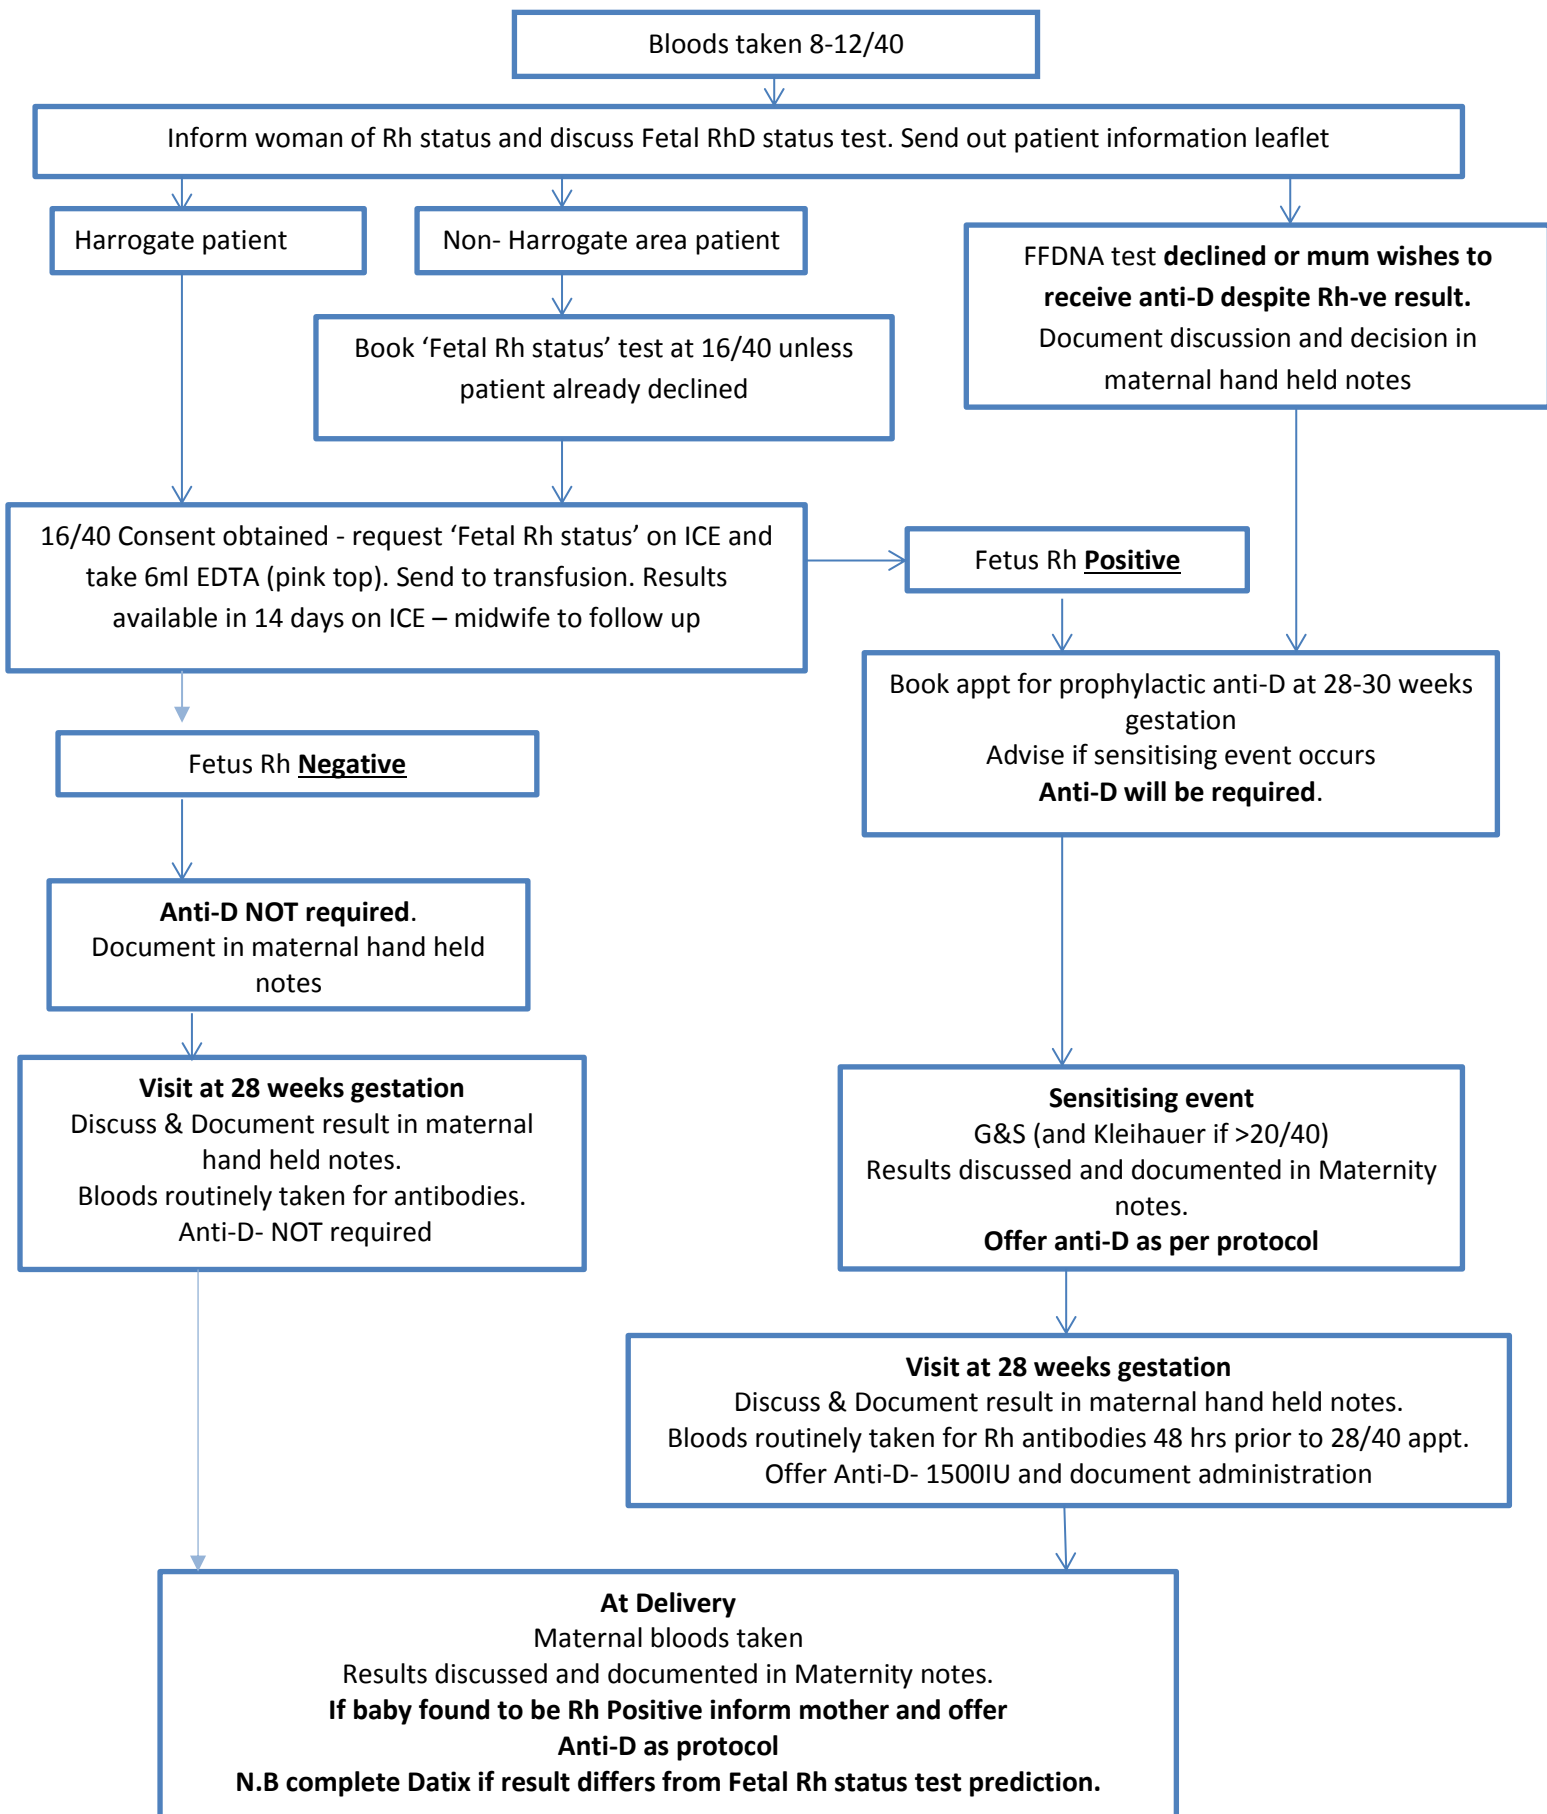 Bloods taken 8-12/40
Inform woman of Rh status and discuss Fetal RhD status test. Send out patient information leaflet
Harrogate patient
Non- Harrogate area patient
FFDNA test declined or mum wishes to
receive anti-D despite Rh-ve result.
Document discussion and decision in
maternal hand held notes
Book ‘Fetal Rh status’ test at 16/40 unless
patient already declined
16/40 Consent obtained - request ‘Fetal Rh status’ on ICE and
take 6ml EDTA (pink top). Send to transfusion. Results
available in 14 days on ICE – midwife to follow up
Fetus Rh Positive
Book appt for prophylactic anti-D at 28-30 weeks
gestation
Advise if sensitising event occurs
Anti-D will be required.
Fetus Rh Negative
Anti-D NOT required.
Document in maternal hand held
notes
Visit at 28 weeks gestation
Discuss & Document result in maternal
hand held notes.
Bloods routinely taken for antibodies.
Anti-D- NOT required
Sensitising event
G&S (and Kleihauer if >20/40)
Results discussed and documented in Maternity
notes.
Offer anti-D as per protocol
Visit at 28 weeks gestation
Discuss & Document result in maternal hand held notes.
Bloods routinely taken for Rh antibodies 48 hrs prior to 28/40 appt.
Offer Anti-D- 1500IU and document administration
At Delivery
Maternal bloods taken
Results discussed and documented in Maternity notes.
If baby found to be Rh Positive inform mother and offer
Anti-D as protocol
N.B complete Datix if result differs from Fetal Rh status test prediction.